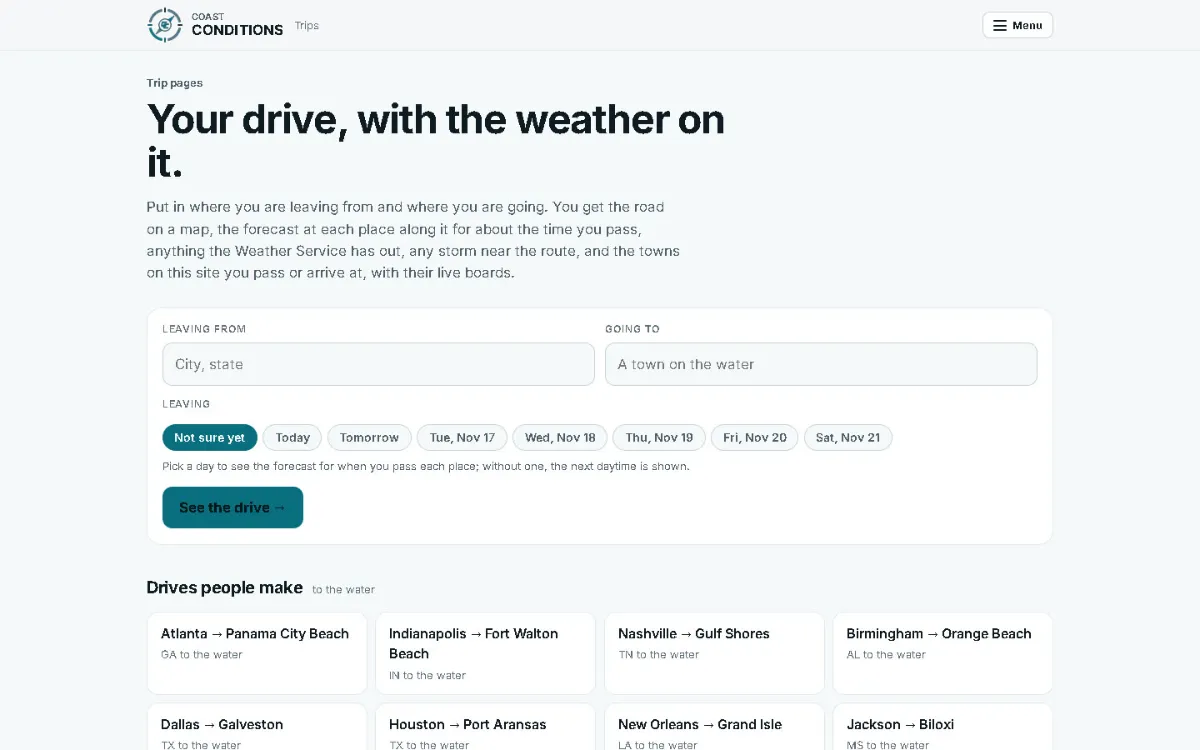 COAST
CONDITIONS
Trips
Menu
Trip pages
Your drive, with the weather on
it.
Put in where you are leaving from and where you are going. You get the road
on a map, the forecast at each place along it for about the time you pass,
anything the Weather Service has out, any storm near the route, and the towns
on this site you pass or arrive at, with their live boards.
LEAVING FROM
GOING TO
City, state
A town on the water
LEAVING
Not sure yet
Today
Tomorrow
Tue, Nov 17
Wed, Nov 18
Thu, Nov 19
Fri, Nov 20
Sat, Nov 21
Pick a day to see the forecast for when you pass each place; without one, the next daytime is shown.
See the drive →
Drives people make to the water
Atlanta → Panama City Beach
GA to the water
Indianapolis → Fort Walton
Beach
IN to the water
Nashville → Gulf Shores
TN to the water
Birmingham → Orange Beach
AL to the water
Dallas → Galveston
TX to the water
Houston → Port Aransas
TX to the water
New Orleans → Grand Isle
LA to the water
Jackson → Biloxi
MS to the water